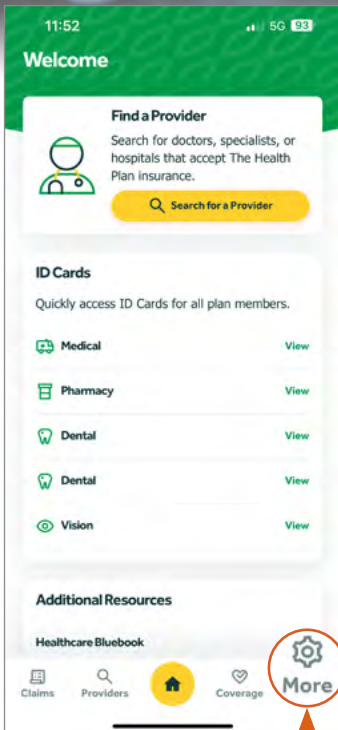 11:52
5G 93
Welcome
Find a Provider
Search for doctors, specialists, or
hospitals that accept The Health
Plan insurance.
Search for a Provider
ID Cards
Quickly access ID Cards for all plan members.
Medical View
Pharmacy View
Dental View
Dental View
Vision View
Additional Resources
Healthcare Bluebook
Claims Providers Coverage More